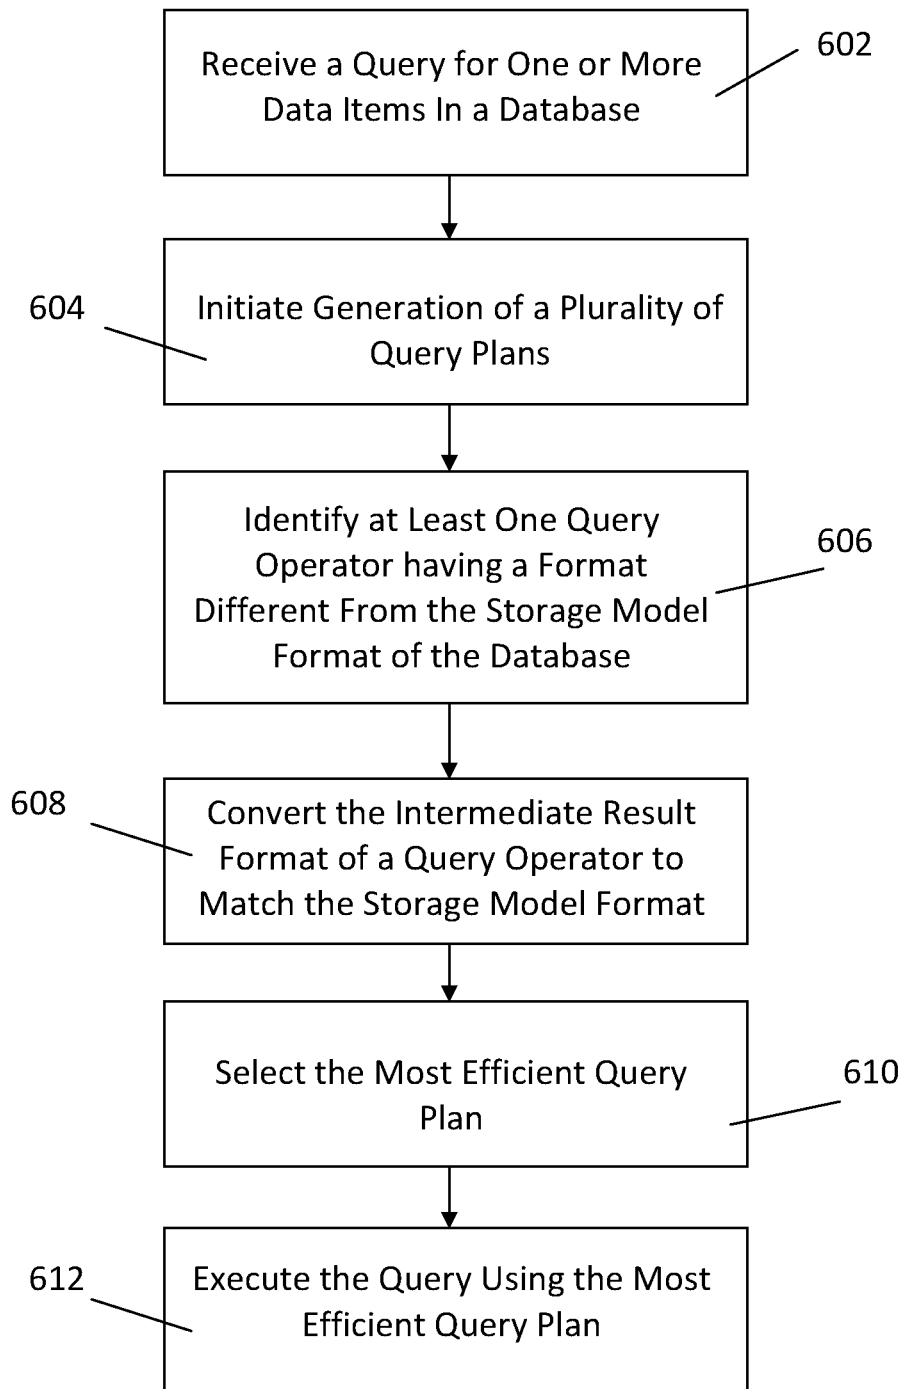 Receive a Query for One or More
Data Items In a Database
602
604
Initiate Generation of a Plurality of
Query Plans
Identify at Least One Query
Operator having a Format
Different From the Storage Model
Format of the Database
606
608
Convert the Intermediate Result
Format of a Query Operator to
Match the Storage Model Format
Select the Most Efficient Query
Plan
610
612
Execute the Query Using the Most
Efficient Query Plan